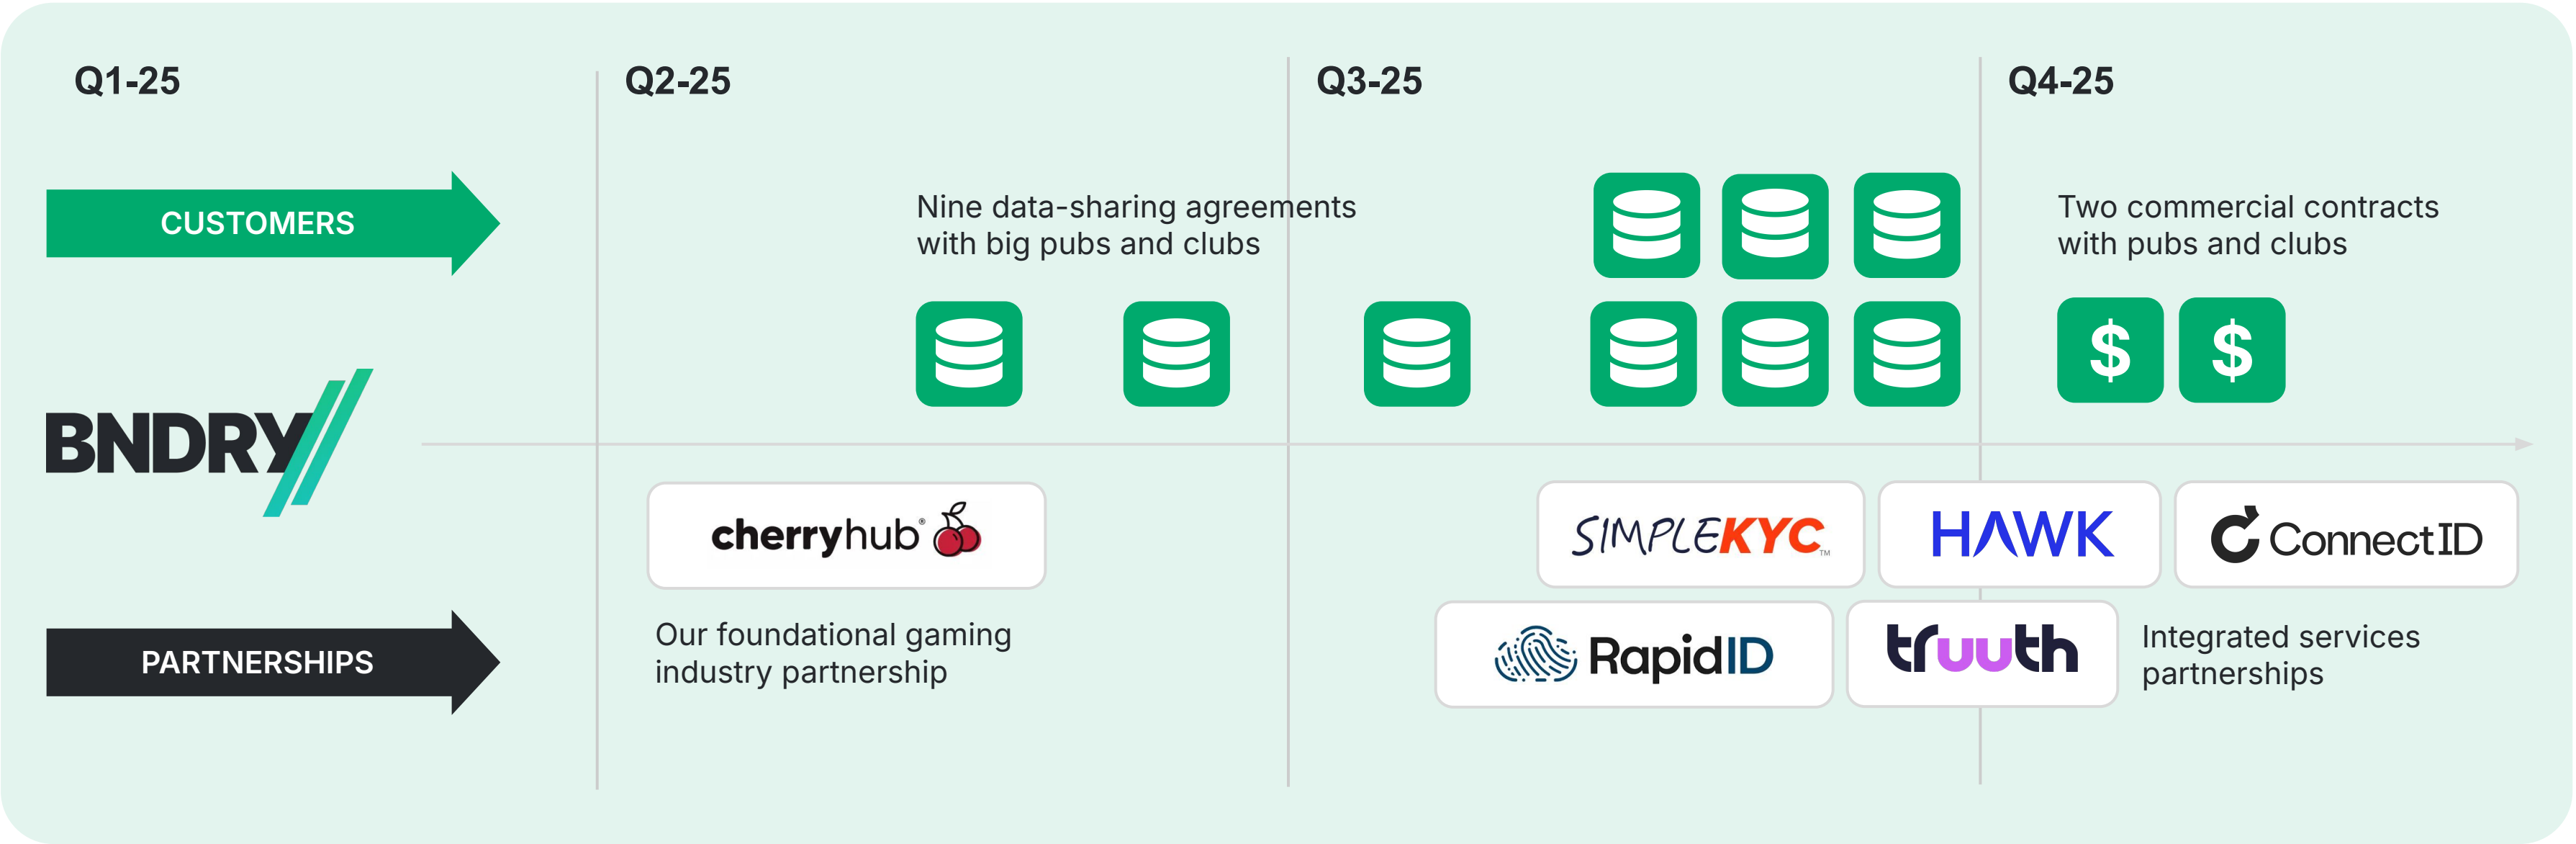 Q1-25
Q2-25
Q3-25
Q4-25
CUSTOMERS
Nine data-sharing agreements
with big pubs and clubs
Two commercial contracts
with pubs and clubs
$ $
BNDRY
cherryhub®
SIMPLEKYC™
HAWK
ConnectID
RapidID
truuth
PARTNERSHIPS
Our foundational gaming
industry partnership
Integrated services
partnerships